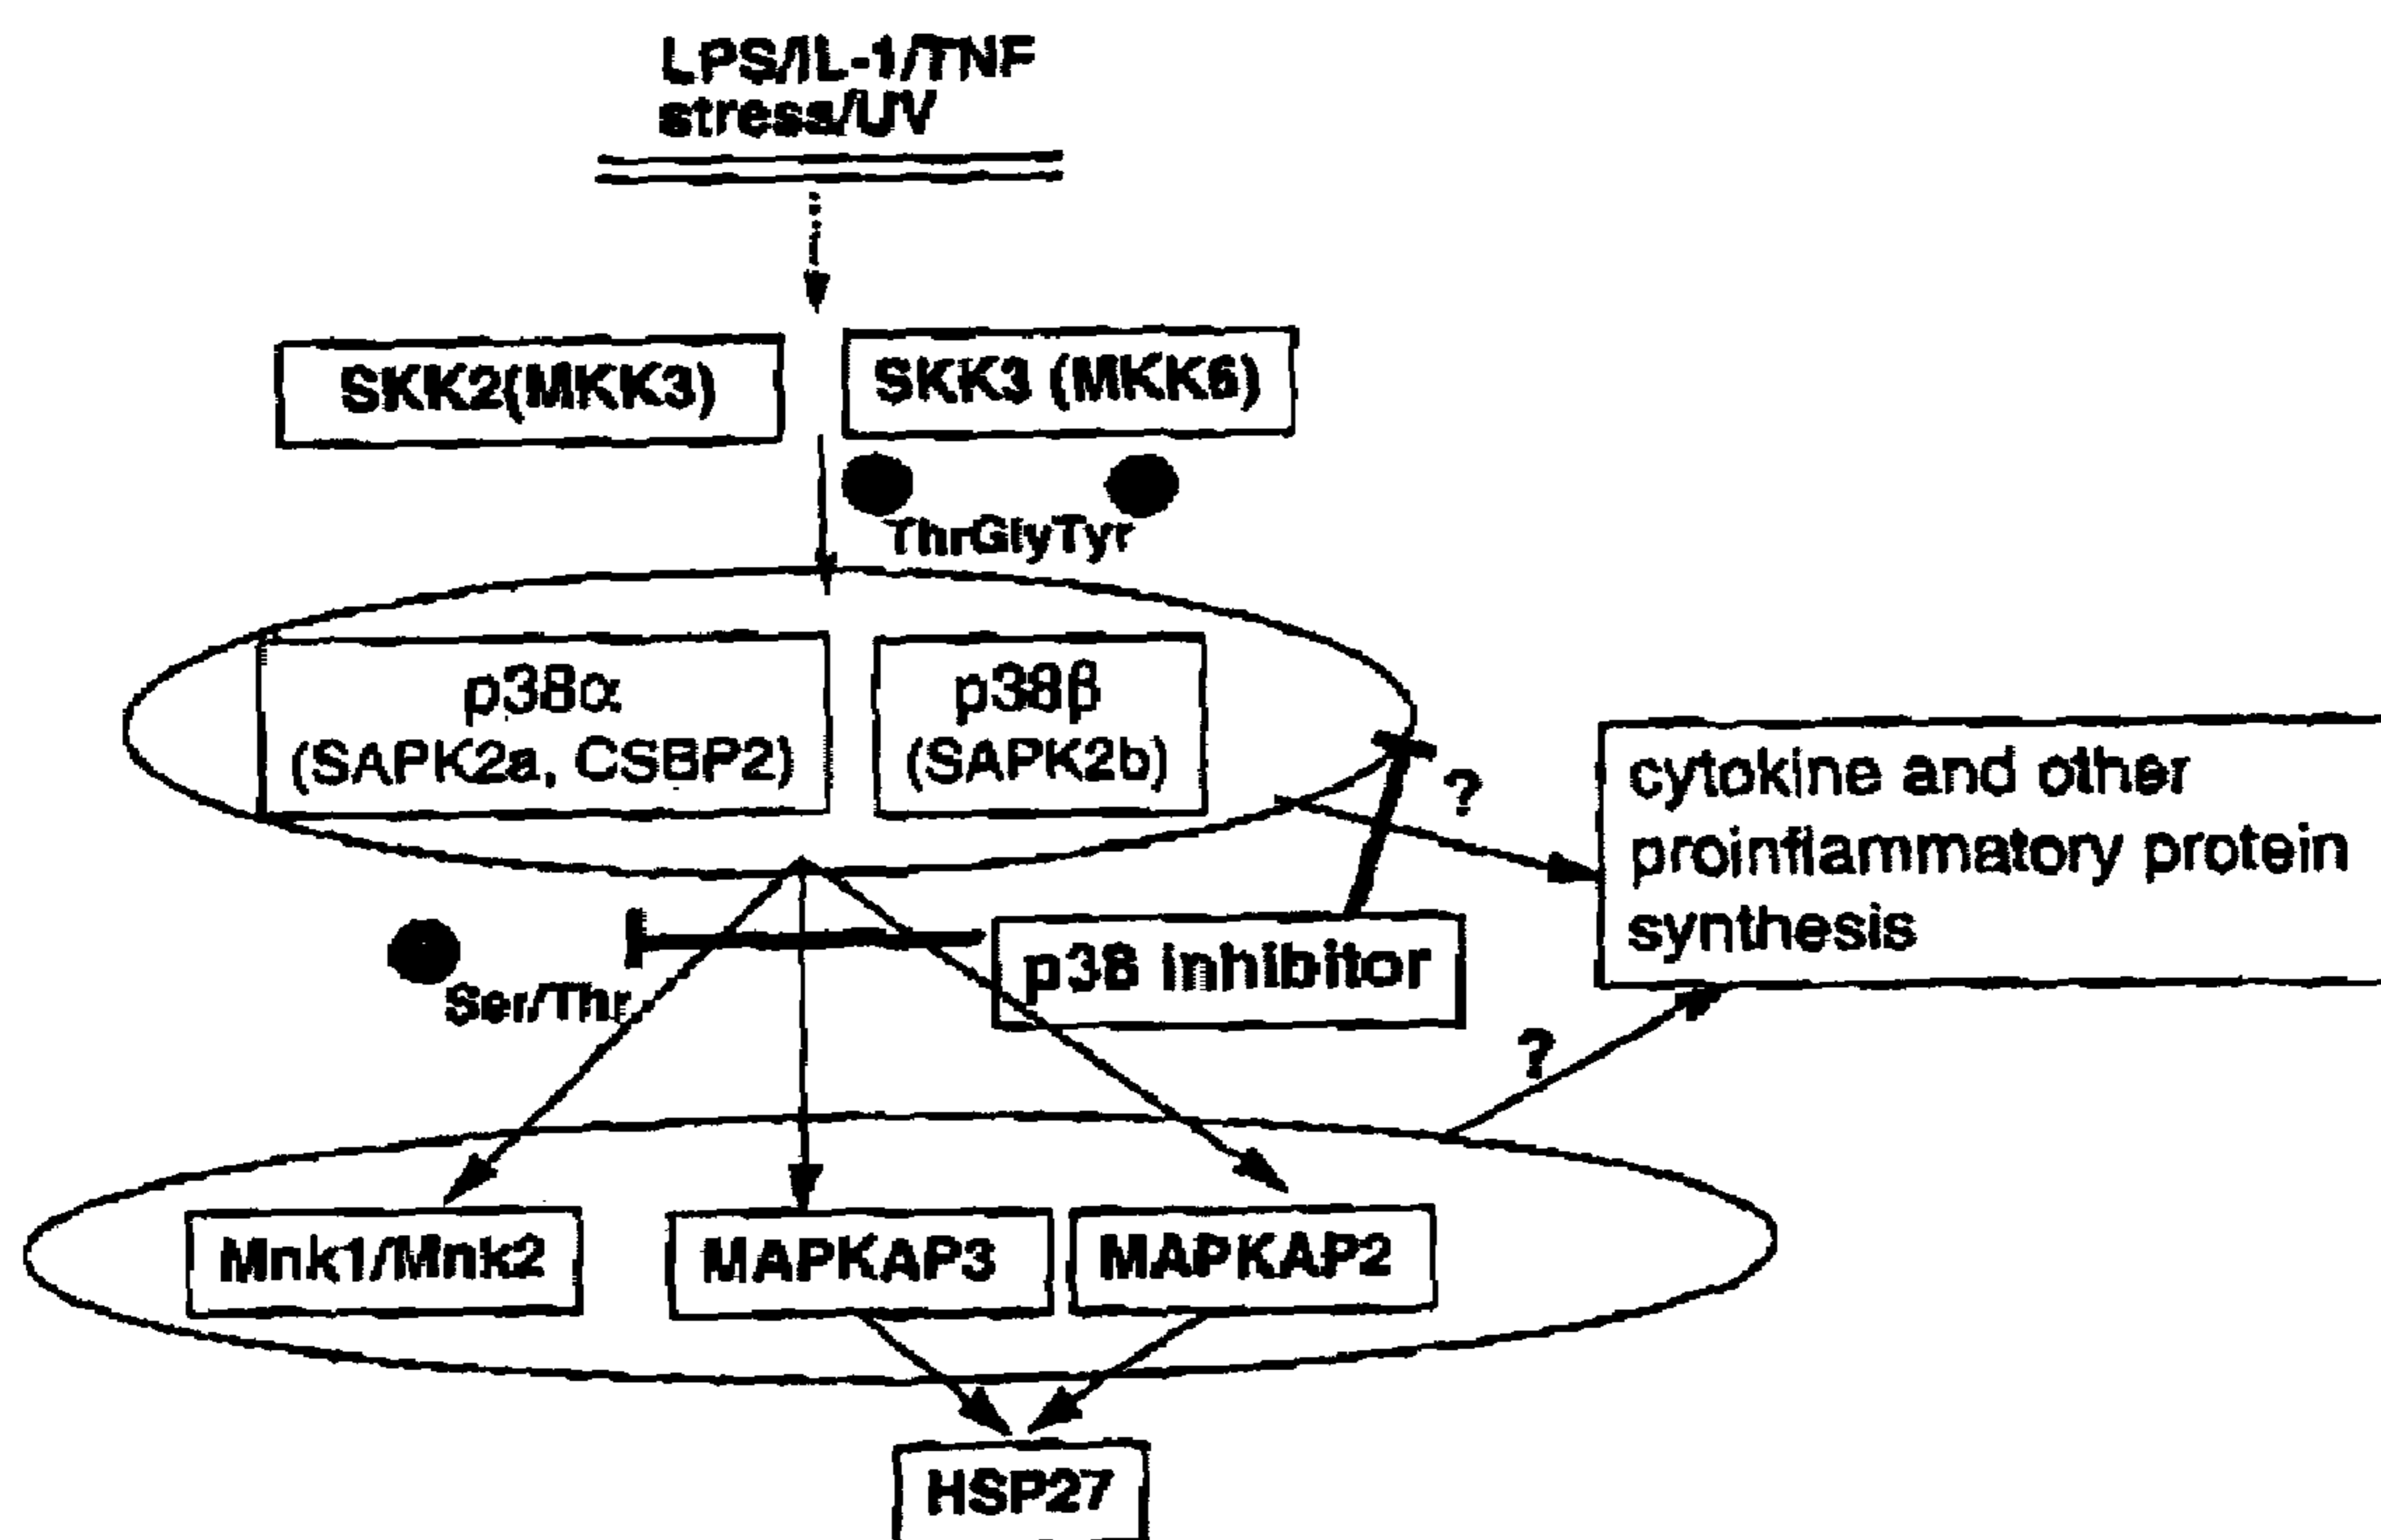 LPS/IL-1/TNF
stress/UV
SKK2(MKK3)
SKK3 (MKK6)
ThrGlyTyr
p38α
(SAPK2a, CSBP2)
p38β
(SAPK2b)
?
cytokine and other
proinflammatory protein
synthesis
p38 inhibitor
Ser/Thr
?
Mnk1/Mnk2
MAPKAP3
MAPKAP2
HSP27